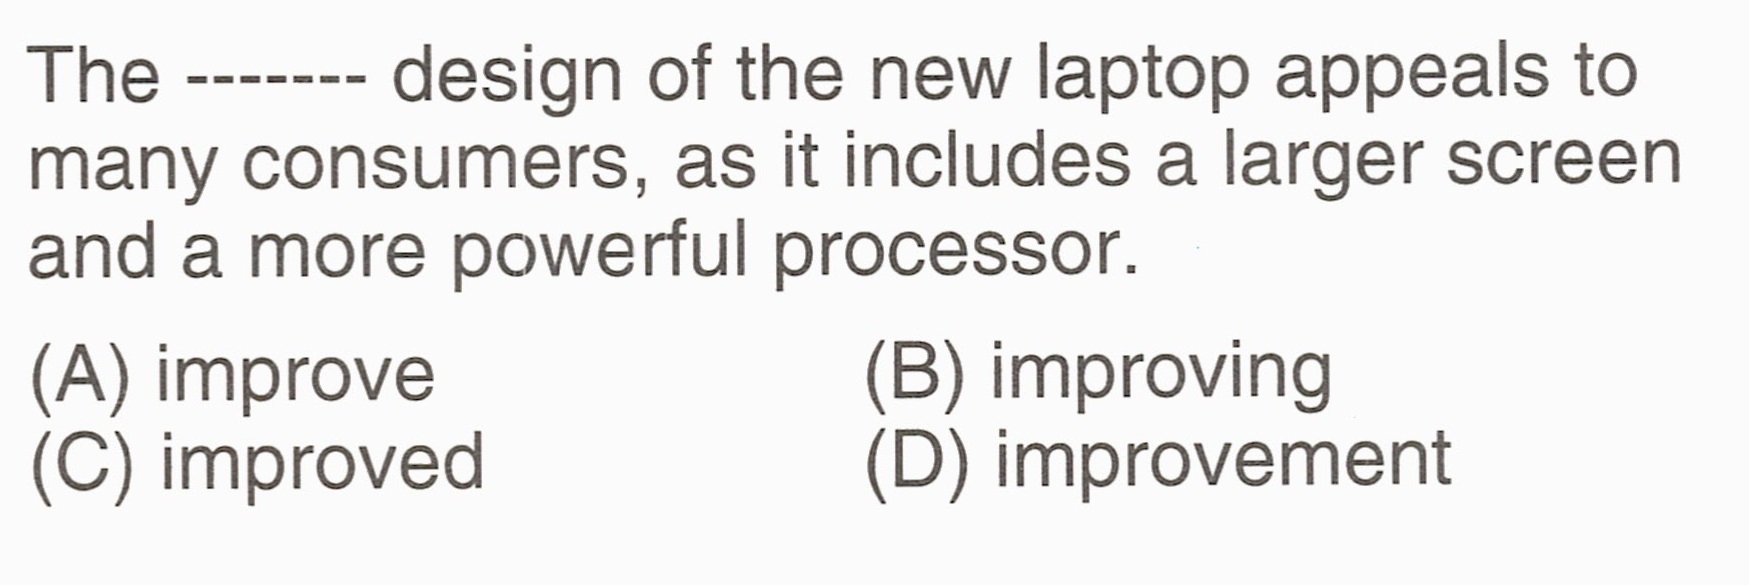 The ------- design of the new laptop appeals to
many consumers, as it includes a larger screen
and a more powerful processor.
(A) improve
(B) improving
(C) improved
(D) improvement